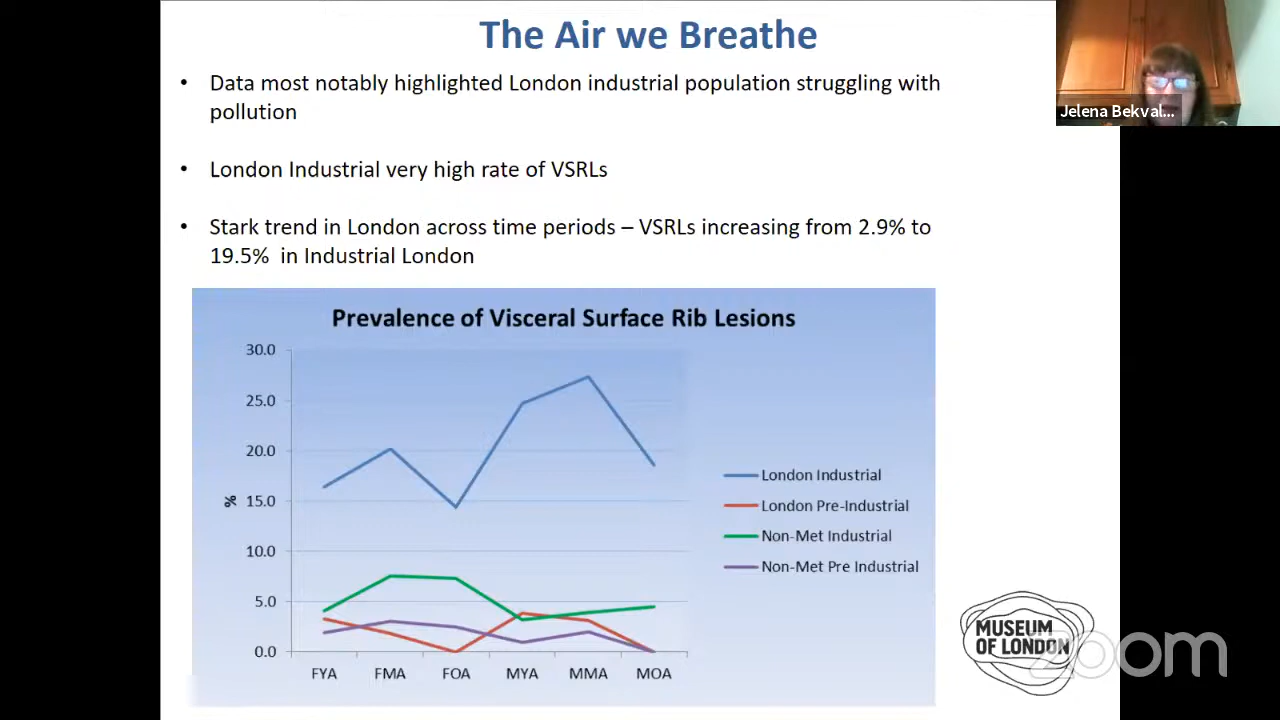 The Air we Breathe
• Data most notably highlighted London industrial population struggling with
pollution
• London Industrial very high rate of VSRLs
• Stark trend in London across time periods – VSRLs increasing from 2.9% to
19.5% in Industrial London
Jelena Bekval...
Prevalence of Visceral Surface Rib Lesions
30.0
25.0
20.0
15.0
10.0
5.0
0.0
%
FYA FMA FOA MYA MMA MOA
London Industrial
London Pre-Industrial
Non-Met Industrial
Non-Met Pre Industrial
MUSEUM
OF LONDON
zoom